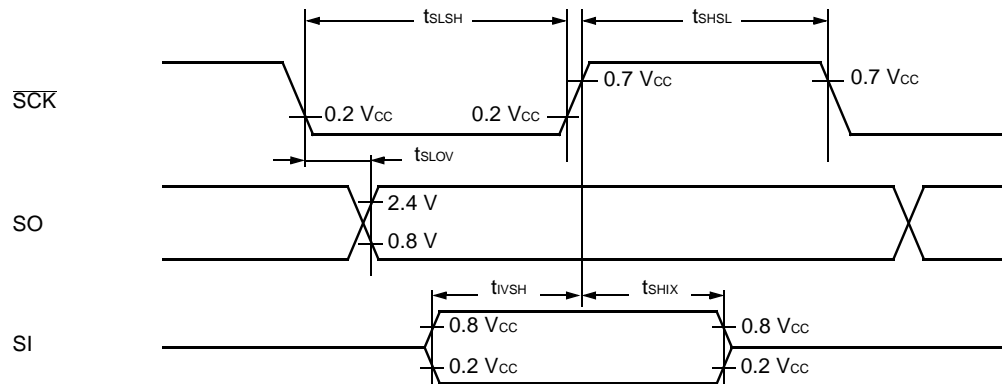 tSLSH
tSHSL
SCK
0.7 VCC
0.7 VCC
0.2 VCC
0.2 VCC
tSLOV
SO
2.4 V
0.8 V
tIVSH
tSHIX
SI
0.8 VCC
0.8 VCC
0.2 VCC
0.2 VCC